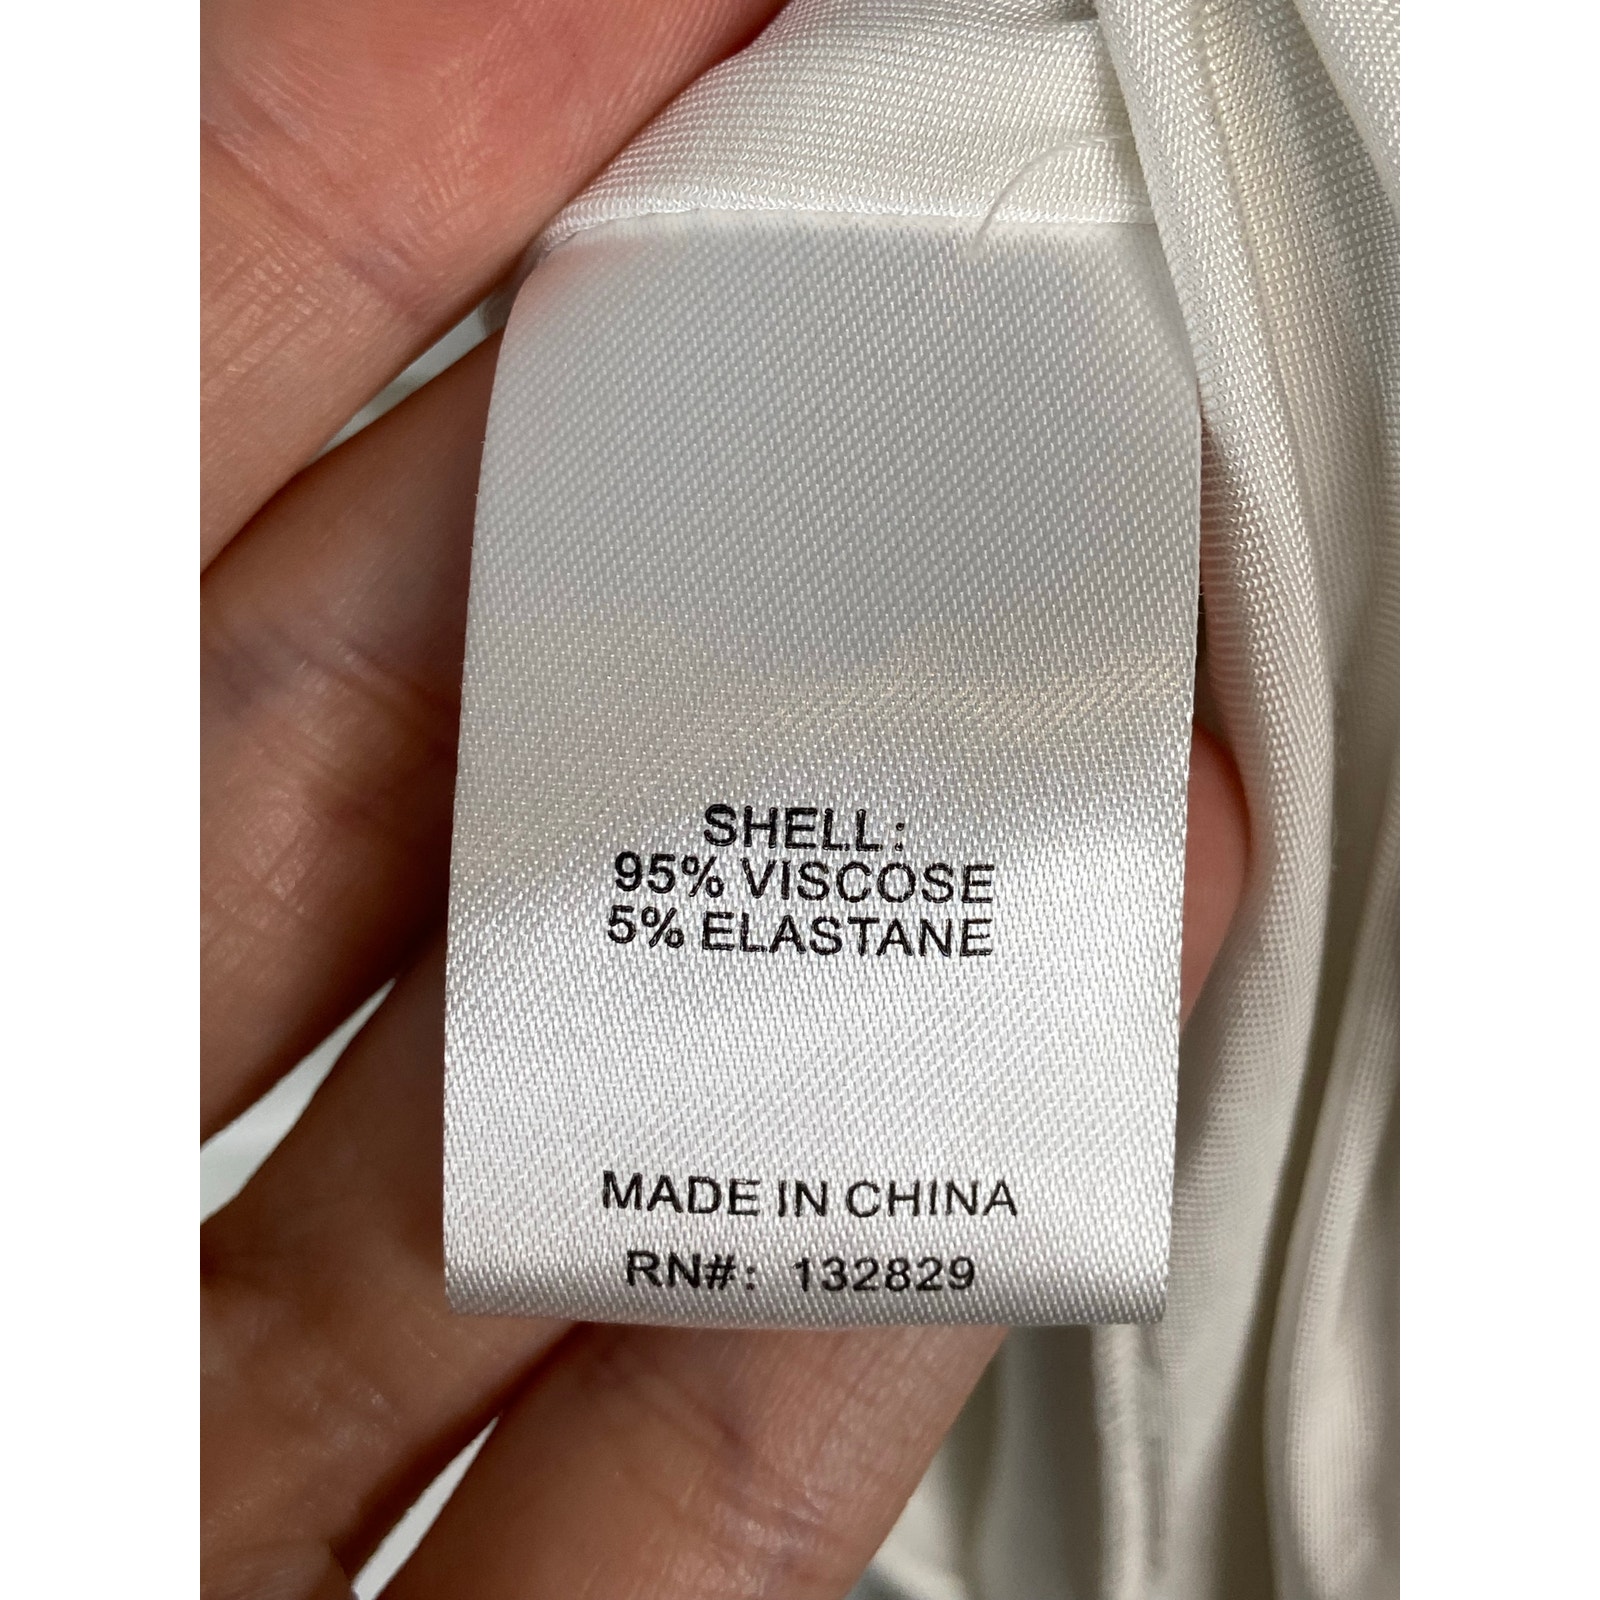 SHELL:
95% VISCOSE
5% ELASTANE
MADE IN CHINA
RN#: 132829